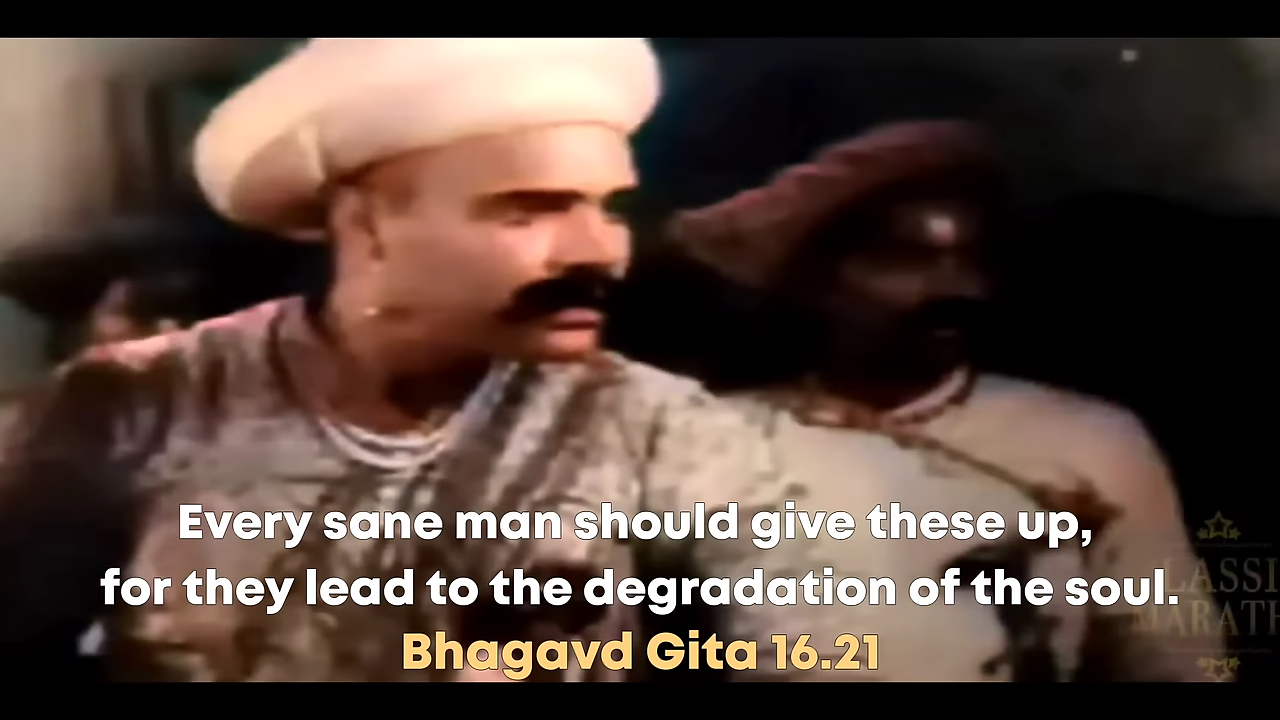 Every sane man should give these up,
for they lead to the degradation of the soul.
Bhagavd Gita 16.21